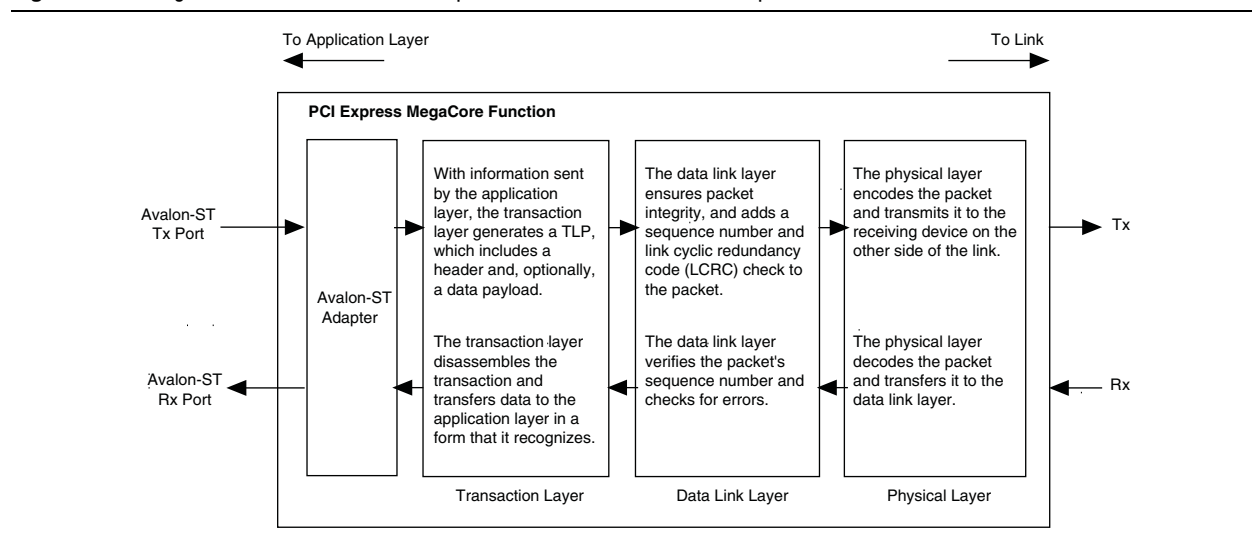 To Application Layer
To Link
PCI Express MegaCore Function
Avalon-ST
Tx Port
Avalon-ST
Rx Port
Avalon-ST
Adapter
With information sent
by the application
layer, the transaction
layer generates a TLP,
which includes a
header and, optionally,
a data payload.
The transaction layer
disassembles the
transaction and
transfers data to the
application layer in a
form that it recognizes.
Transaction Layer
The data link layer
ensures packet
integrity, and adds a
sequence number and
link cyclic redundancy
code (LCRC) check to
the packet.
The data link layer
verifies the packet's
sequence number and
checks for errors.
Data Link Layer
The physical layer
encodes the packet
and transmits it to the
receiving device on the
other side of the link.
The physical layer
decodes the packet
and transfers it to the
data link layer.
Physical Layer
Tx
Rx